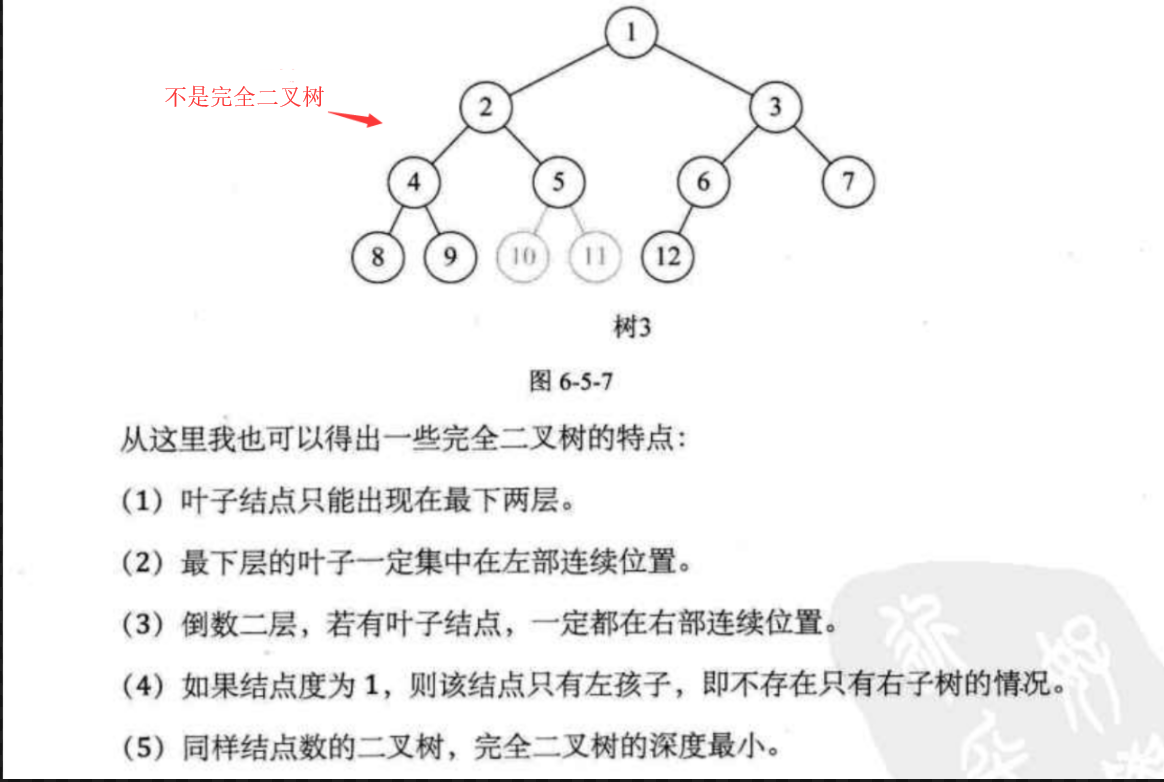 1
不是完全二叉树
2 3
4 5 6 7
8 9 10 11 12
树3
图 6-5-7
从这里我也可以得出一些完全二叉树的特点：
（1）叶子结点只能出现在最下两层。
（2）最下层的叶子一定集中在左部连续位置。
（3）倒数二层，若有叶子结点，一定都在右部连续位置。
（4）如果结点度为 1，则该结点只有左孩子，即不存在只有右子树的情况。
（5）同样结点数的二叉树，完全二叉树的深度最小。